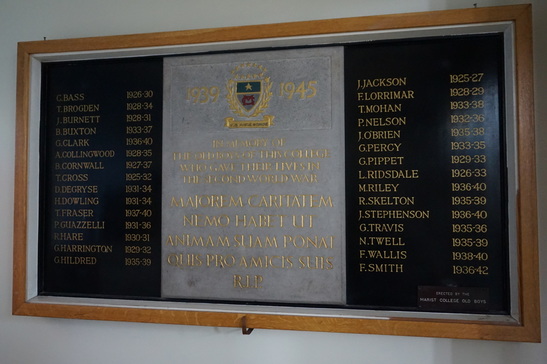 C.BASS 1926-30
T.BROGDEN 1928-34
J.BURNETT 1928-31
B.BUXTON 1933-37
G.CLARK 1936-40
A.COLLINGWOOD 1928-35
B.CORNWALL 1927-37
T.CROSS 1925-32
D.DEGRYSE 1931-34
H.DOWLING 1931-34
T.FRASER 1937-40
P.GUAZZELLI 1931-36
R.HARE 1930-31
G.HARRINGTON 1929-32
G.HILDRED 1935-39
1939 1945
IN MEMORY OF
THE OLD BOYS OF THIS COLLEGE
WHO GAVE THEIR LIVES IN
THE SECOND WORLD WAR
MAJOREM CARITATEM
NEMO HABET UT
ANIMAM SUAM PONAT
QUIS PRO AMICIS SUIS
R.I.P.
J.JACKSON 1925-27
F.LORRIMAR 1928-29
T.MOHAN 1933-38
P.NELSON 1932-36
J.O'BRIEN 1935-38
G.PERCY 1933-35
G.PIPPET 1929-33
L.RIDSDALE 1926-33
M.RILEY 1936-40
R.SKELTON 1935-39
J.STEPHENSON 1936-40
G.TRAVIS 1935-36
N.TWELL 1935-39
F.WALLIS 1938-40
F.SMITH 1936-42
ERECTED BY THE
MARIST COLLEGE OLD BOYS